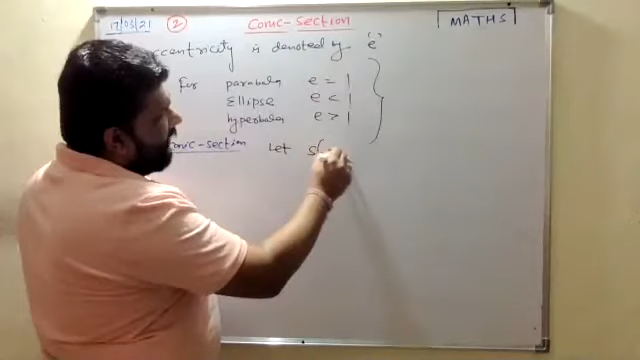 17/05/21 2 Conic-Section MATHS
eccentricity is denoted by 'e'
For parabola e = 1
Ellipse e < 1
hyperbola e > 1
conic-section Let S(